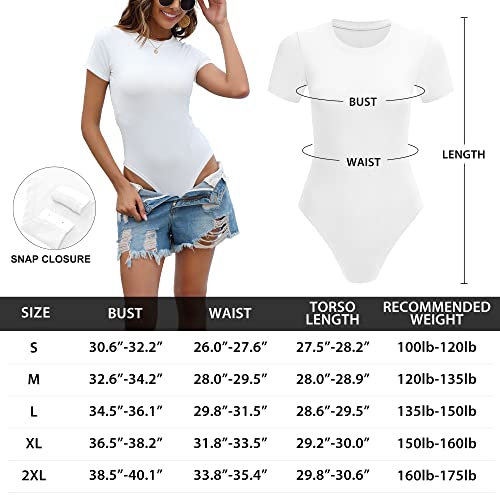 BUST
WAIST
LENGTH
SNAP CLOSURE
SIZE BUST WAIST TORSO LENGTH RECOMMENDED WEIGHT
S 30.6”-32.2” 26.0”-27.6” 27.5”-28.2” 100lb-120lb
M 32.6”-34.2” 28.0”-29.5” 28.0”-28.9” 120lb-135lb
L 34.5”-36.1” 29.8”-31.5” 28.6”-29.5” 135lb-150lb
XL 36.5”-38.2” 31.8”-33.5” 29.2”-30.0” 150lb-160lb
2XL 38.5”-40.1” 33.8”-35.4” 29.8”-30.6” 160lb-175lb